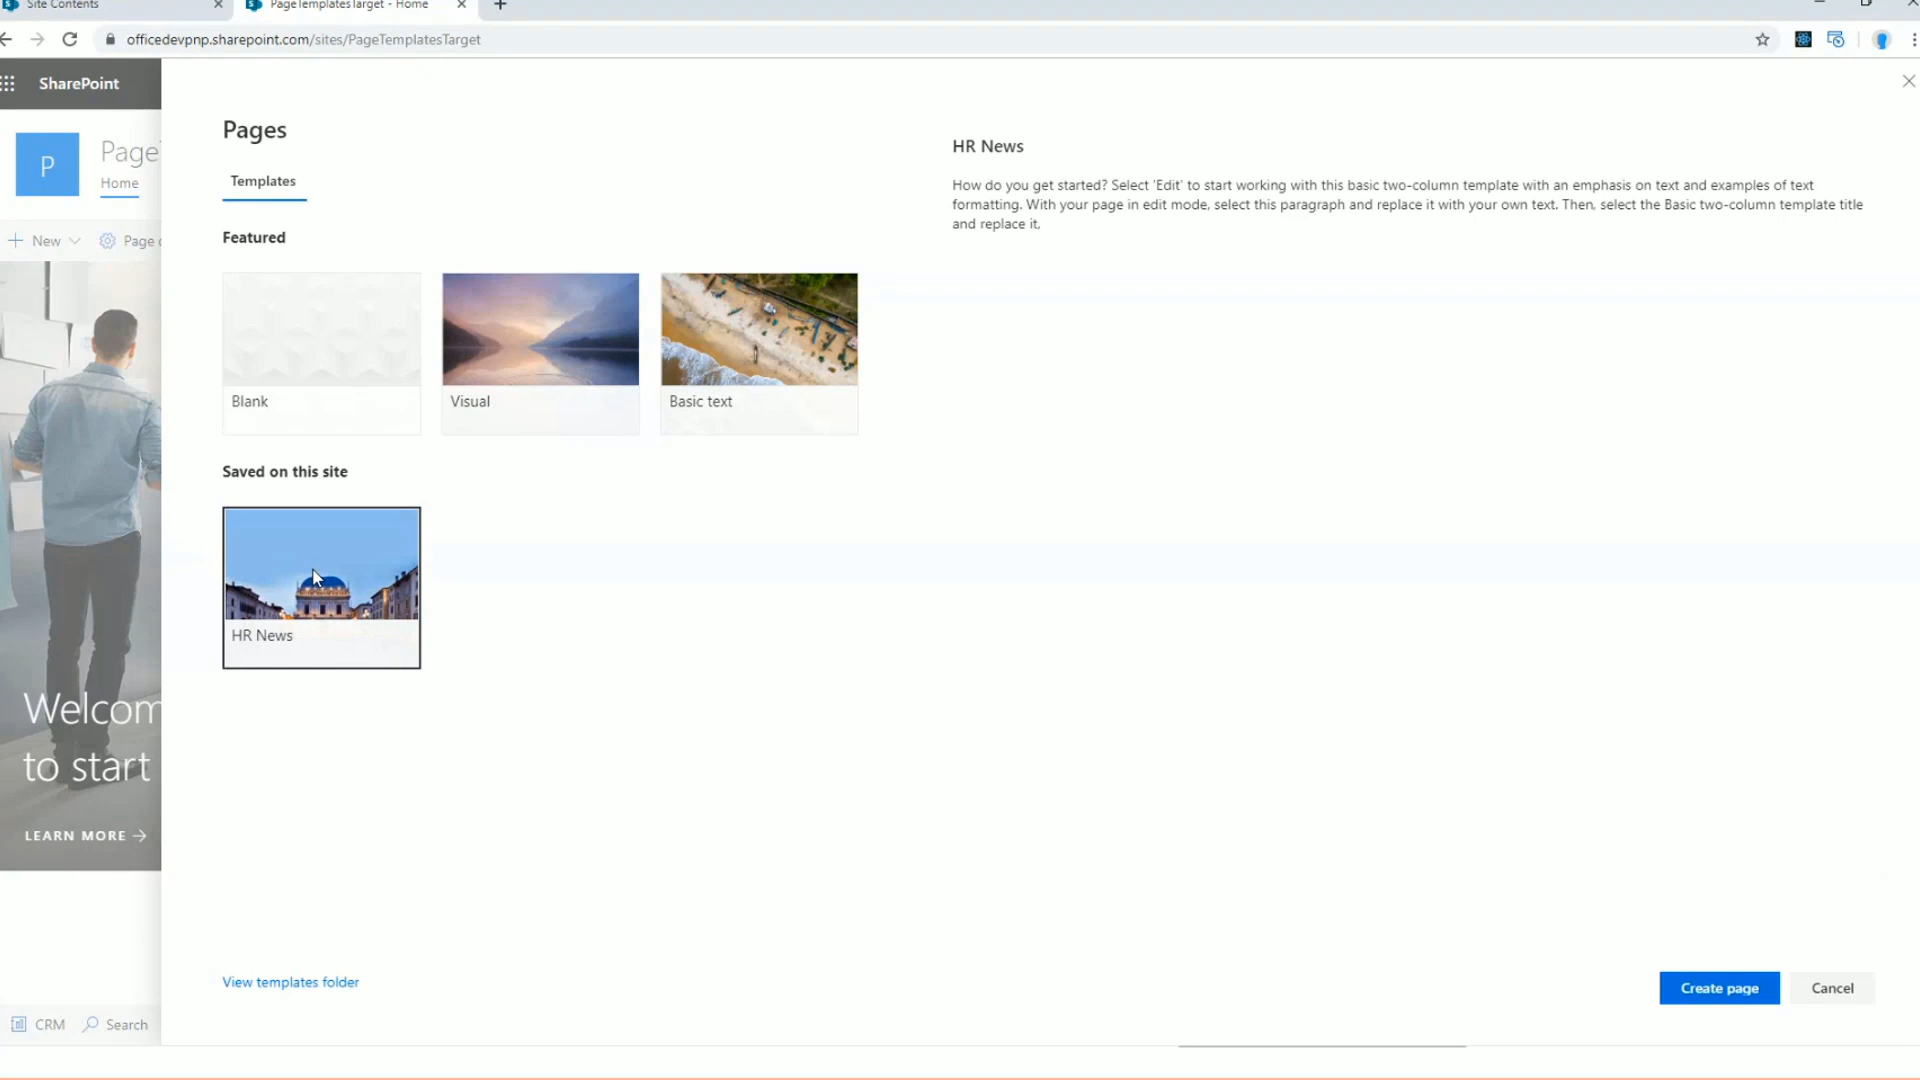 Site Contents
PageTemplatesTarget - Home
officedevpnp.sharepoint.com/sites/PageTemplatesTarget
SharePoint
P
Home
New
Page
Pages
Templates
Featured
Blank
Visual
Basic text
Saved on this site
HR News
HR News
How do you get started? Select 'Edit' to start working with this basic two-column template with an emphasis on text and examples of text
formatting. With your page in edit mode, select this paragraph and replace it with your own text. Then, select the Basic two-column template title
and replace it,
Welcom
to start
LEARN MORE
CRM
Search
View templates folder
Create page
Cancel